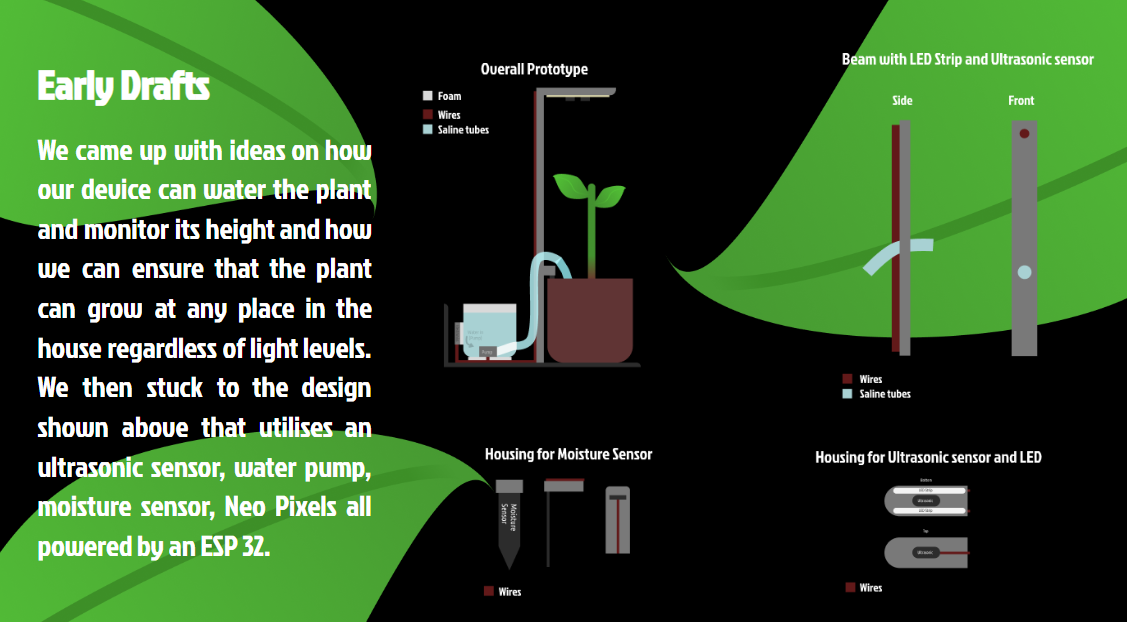 Early Drafts
We came up with ideas on how
our device can water the plant
and monitor its height and how
we can ensure that the plant
can grow at any place in the
house regardless of light levels.
We then stuck to the design
shown above that utilises an
ultrasonic sensor, water pump,
moisture sensor, Neo Pixels all
powered by an ESP 32.
Overall Prototype
Foam
Wires
Saline tubes
Beam with LED Strip and Ultrasonic sensor
Side
Front
Wires
Saline tubes
Housing for Moisture Sensor
Moisture
Sensor
Wires
Housing for Ultrasonic sensor and LED
Wires